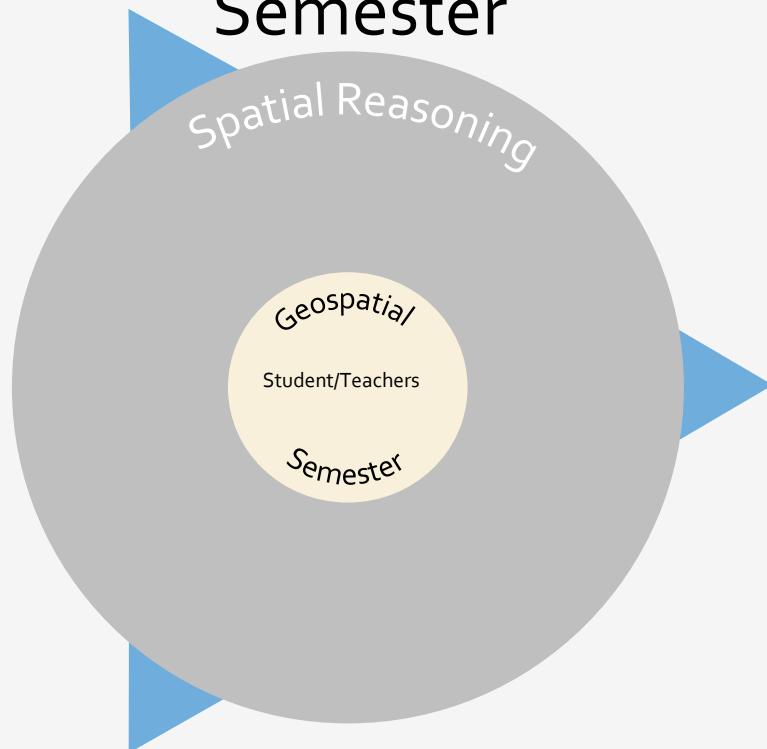 Semester
Spatial Reasoning
Geospatial
Student/Teachers
Semester